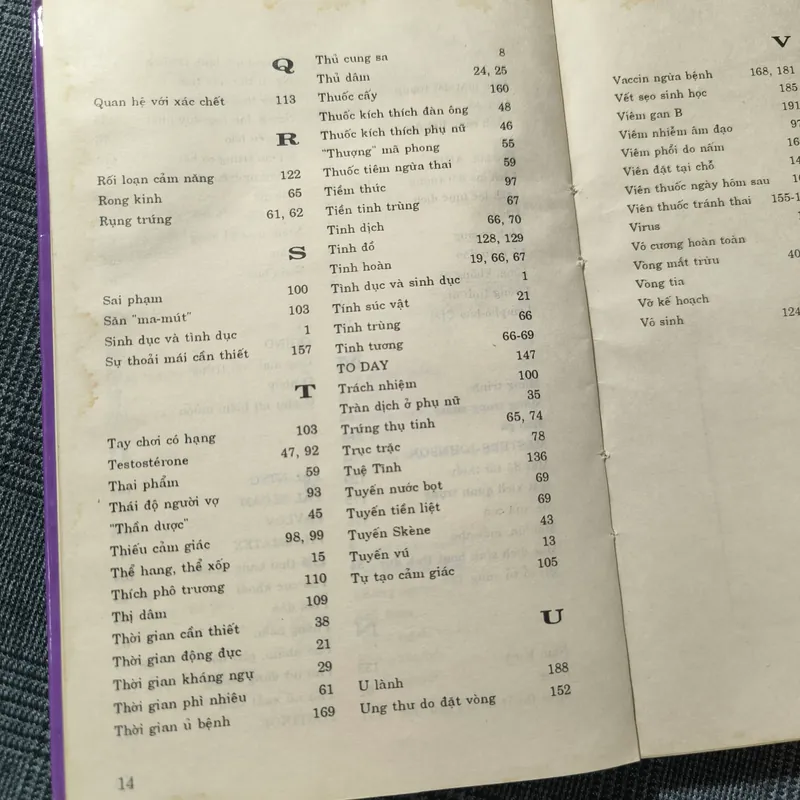 Q
Quan hệ với xác chết 113
R
Rối loạn cảm năng 122
Rong kinh 65
Rụng trứng 61, 62
S
Sai phạm 100
Săn "ma-mút" 103
Sinh dục và tình dục 1
Sự thoải mái cần thiết 157
T
Tay chơi có hạng 103
Testostérone 47, 92
Thai phẩm 59
Thái độ người vợ 93
"Thần dược" 45
Thiếu cảm giác 98, 99
Thể hang, thể xốp 15
Thích phô trương 110
Thị dâm 109
Thời gian cần thiết 38
Thời gian động đục 21
Thời gian kháng ngự 29
Thời gian phì nhiêu 61
Thời gian ủ bệnh 169
Thủ cung sa 8
Thủ dâm 24, 25
Thuốc cấy 160
Thuốc kích thích đàn ông 48
Thuốc kích thích phụ nữ 46
"Thượng" mã phong 55
Thuốc tiêm ngừa thai 59
Tiềm thức 97
Tiền tinh trùng 67
Tinh dịch 66, 70
Tinh đồ 128, 129
Tinh hoàn 19, 66, 67
Tình dục và sinh dục 1
Tính súc vật 21
Tinh trùng 66
Tinh tương 66-69
TO DAY 147
Trách nhiệm 100
Tràn dịch ở phụ nữ 35
Trứng thụ tinh 65, 74
Trục trặc 78
Tuệ Tĩnh 136
Tuyến nước bọt 69
Tuyến tiền liệt 69
Tuyến Skène 43
Tuyến vú 13
Tự tạo cảm giác 105
U
U lành 188
Ung thư do đặt vòng 152
14
V
Vaccin ngừa bệnh 168, 181
Vết sẹo sinh học 185
Viêm gan B 191
Viêm nhiễm âm đạo
Viêm phổi do nấm
Viên đặt tại chỗ
Viên thuốc ngày hôm sau
Viên thuốc tránh thai
Virus
Vô cương hoàn toàn
Vòng mắt trừu
Vòng tia
Vỡ kế hoạch
Vô sinh